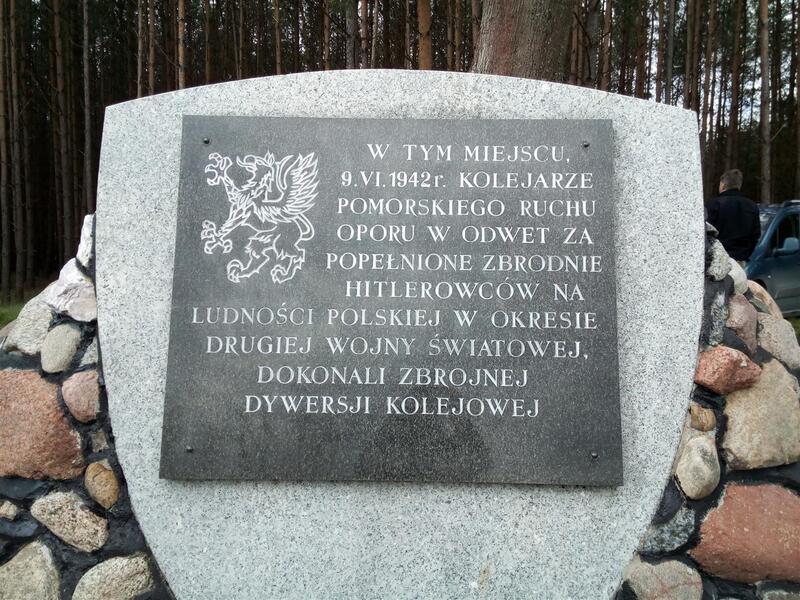 W TYM MIEJSCU,
9.VI.1942r. KOLEJARZE
POMORSKIEGO RUCHU
OPORU W ODWET ZA
POPEŁNIONE ZBRODNIE
HITLEROWCÓW NA
LUDNOŚCI POLSKIEJ W OKRESIE
DRUGIEJ WOJNY ŚWIATOWEJ,
DOKONALI ZBROJNEJ
DYWERSJI KOLEJOWEJ